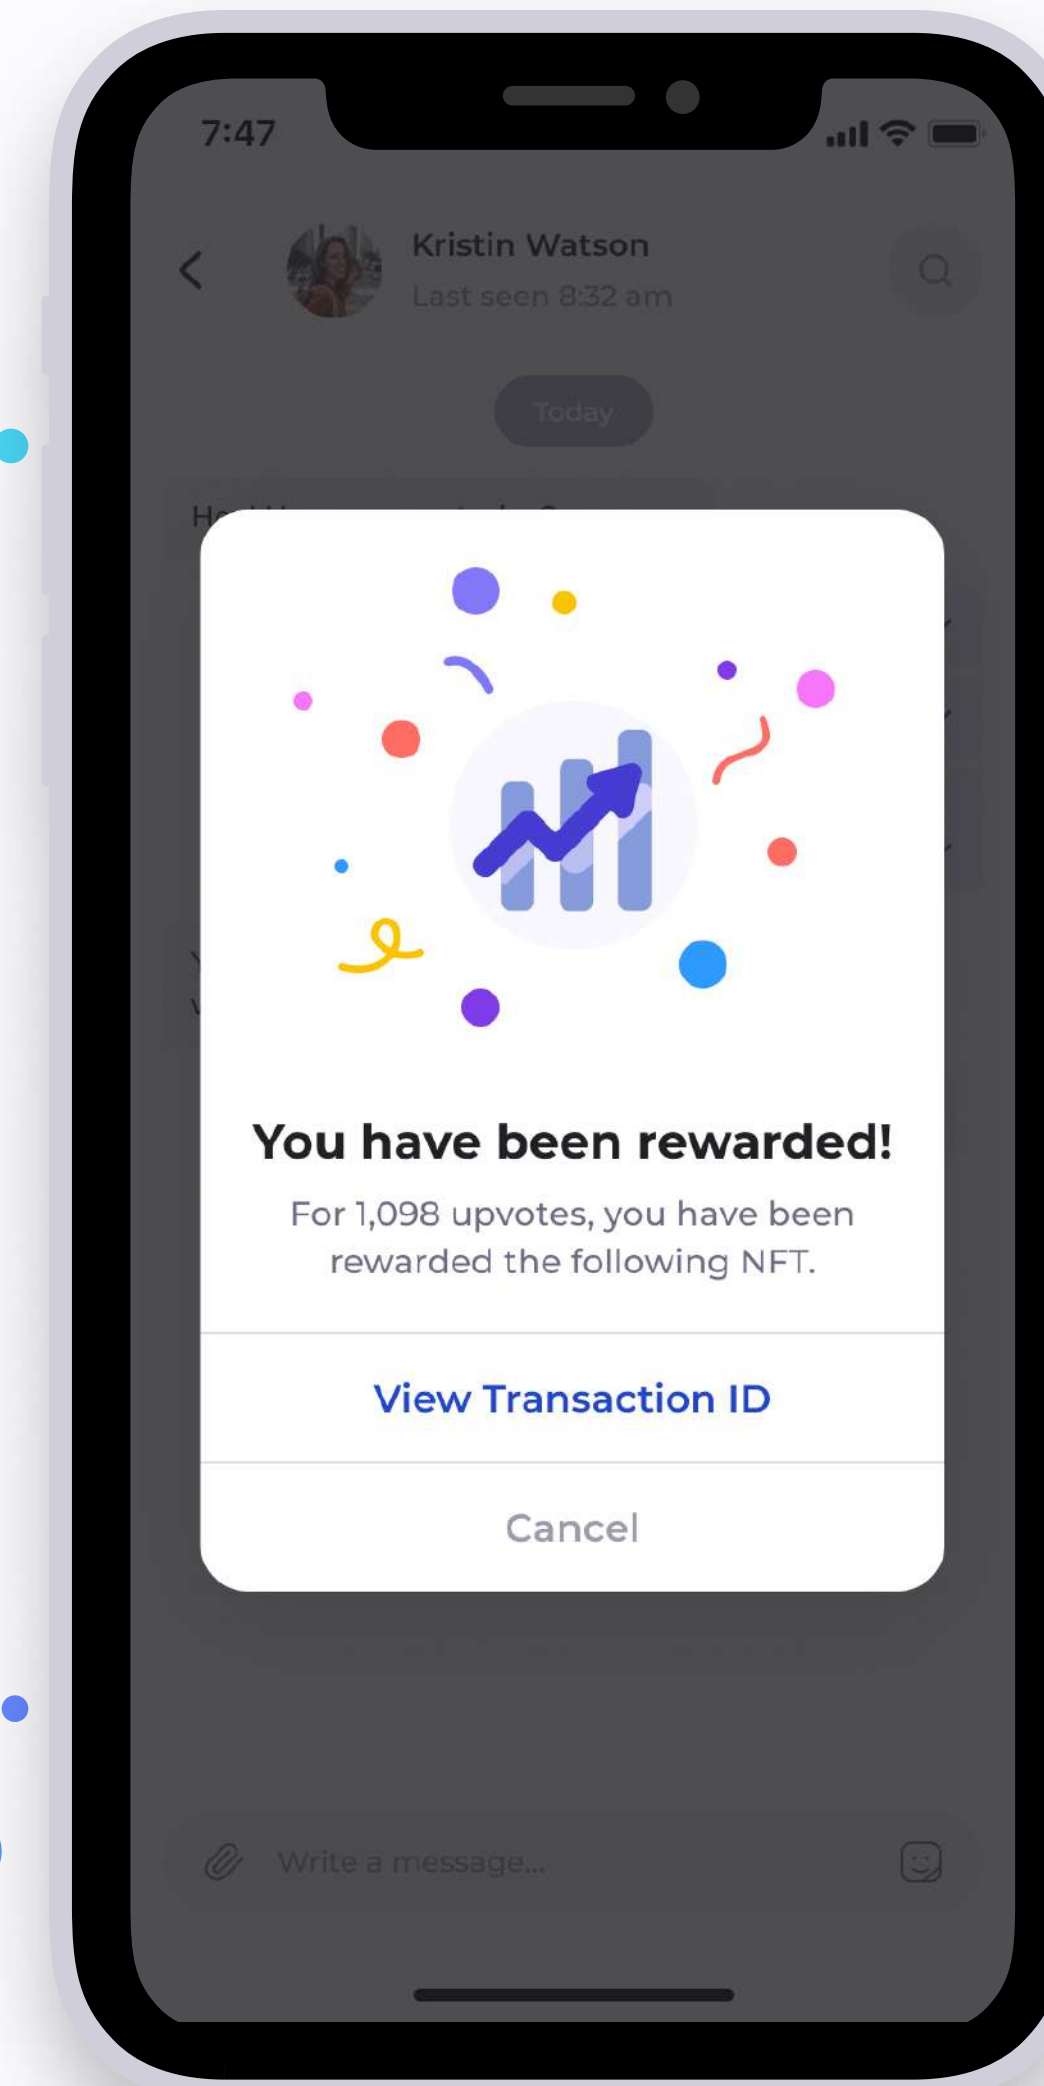 7:47
Kristin Watson
Last seen 8:32 am
Today
You have been rewarded!
For 1,098 upvotes, you have been
rewarded the following NFT.
View Transaction ID
Cancel
Write a message...